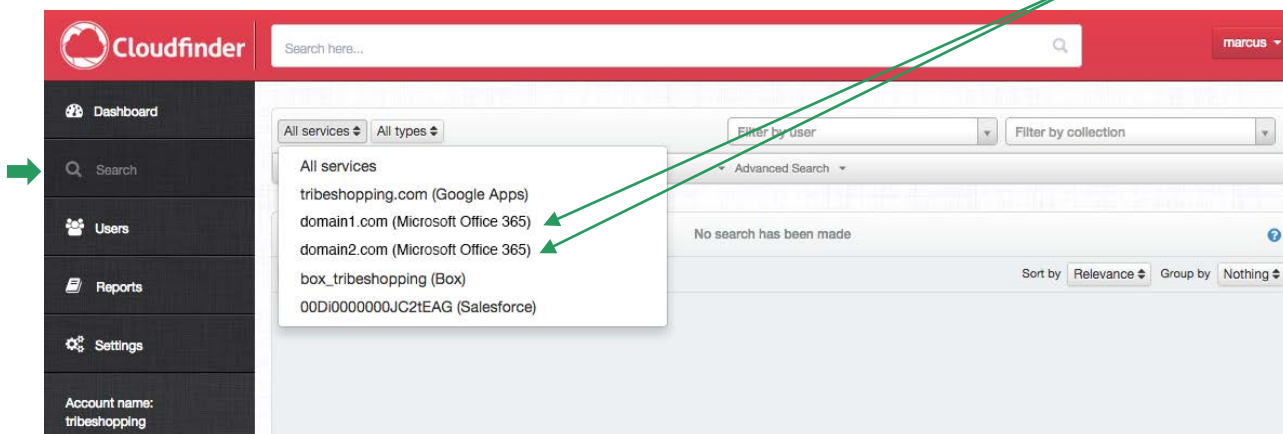 Cloudfinder
Search here...
marcus
Dashboard
All services
All types
Filter by user
Filter by collection
Search
All services
Advanced Search
tribeshopping.com (Google Apps)
Users
domain1.com (Microsoft Office 365)
No search has been made
domain2.com (Microsoft Office 365)
Reports
box_tribeshopping (Box)
Sort by Relevance Group by Nothing
00Di0000000JC2tEAG (Salesforce)
Settings
Account name:
tribeshopping